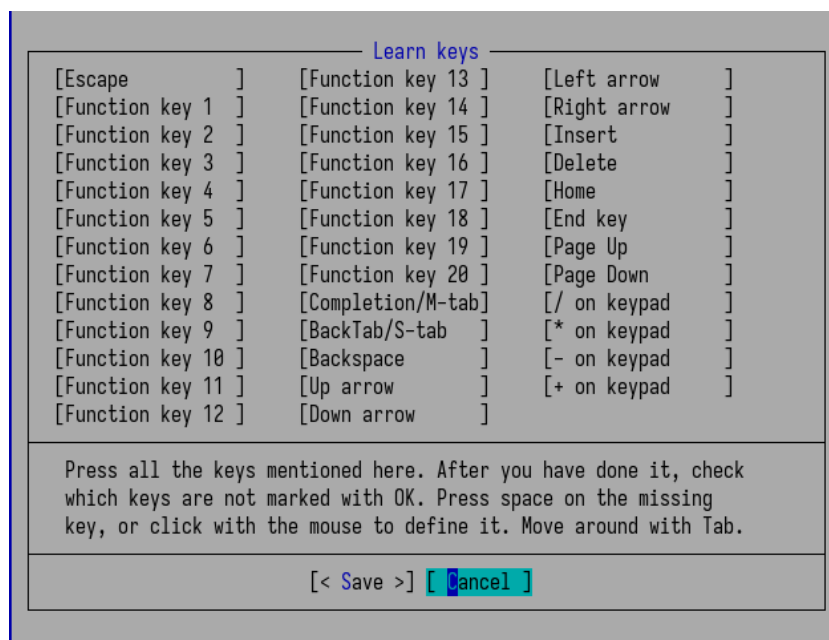 Learn keys
[Escape          ]    [Function key 13 ]    [Left arrow      ]
[Function key 1  ]    [Function key 14 ]    [Right arrow     ]
[Function key 2  ]    [Function key 15 ]    [Insert          ]
[Function key 3  ]    [Function key 16 ]    [Delete          ]
[Function key 4  ]    [Function key 17 ]    [Home            ]
[Function key 5  ]    [Function key 18 ]    [End key         ]
[Function key 6  ]    [Function key 19 ]    [Page Up         ]
[Function key 7  ]    [Function key 20 ]    [Page Down       ]
[Function key 8  ]    [Completion/M-tab]    [/ on keypad     ]
[Function key 9  ]    [BackTab/S-tab   ]    [* on keypad     ]
[Function key 10 ]    [Backspace       ]    [- on keypad     ]
[Function key 11 ]    [Up arrow        ]    [+ on keypad     ]
[Function key 12 ]    [Down arrow      ]
Press all the keys mentioned here. After you have done it, check
which keys are not marked with OK. Press space on the missing
key, or click with the mouse to define it. Move around with Tab.
[< Save >] [ Cancel ]